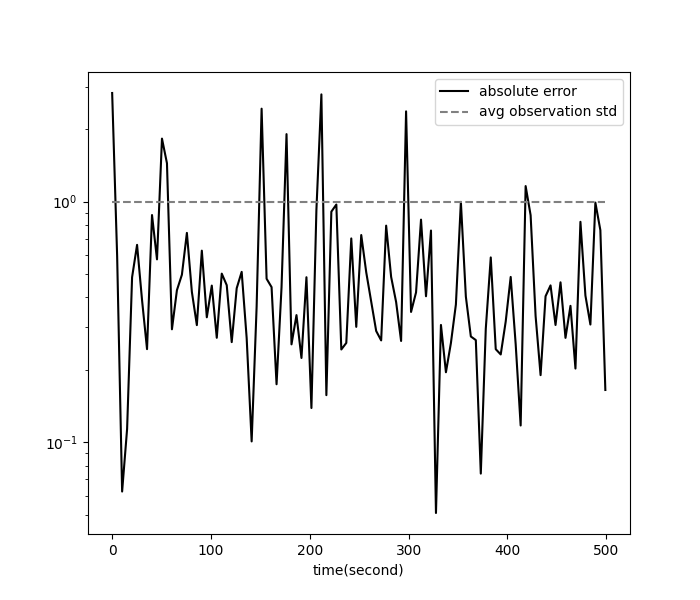 absolute error
avg observation std
10⁰
10⁻¹
0 100 200 300 400 500
time(second)